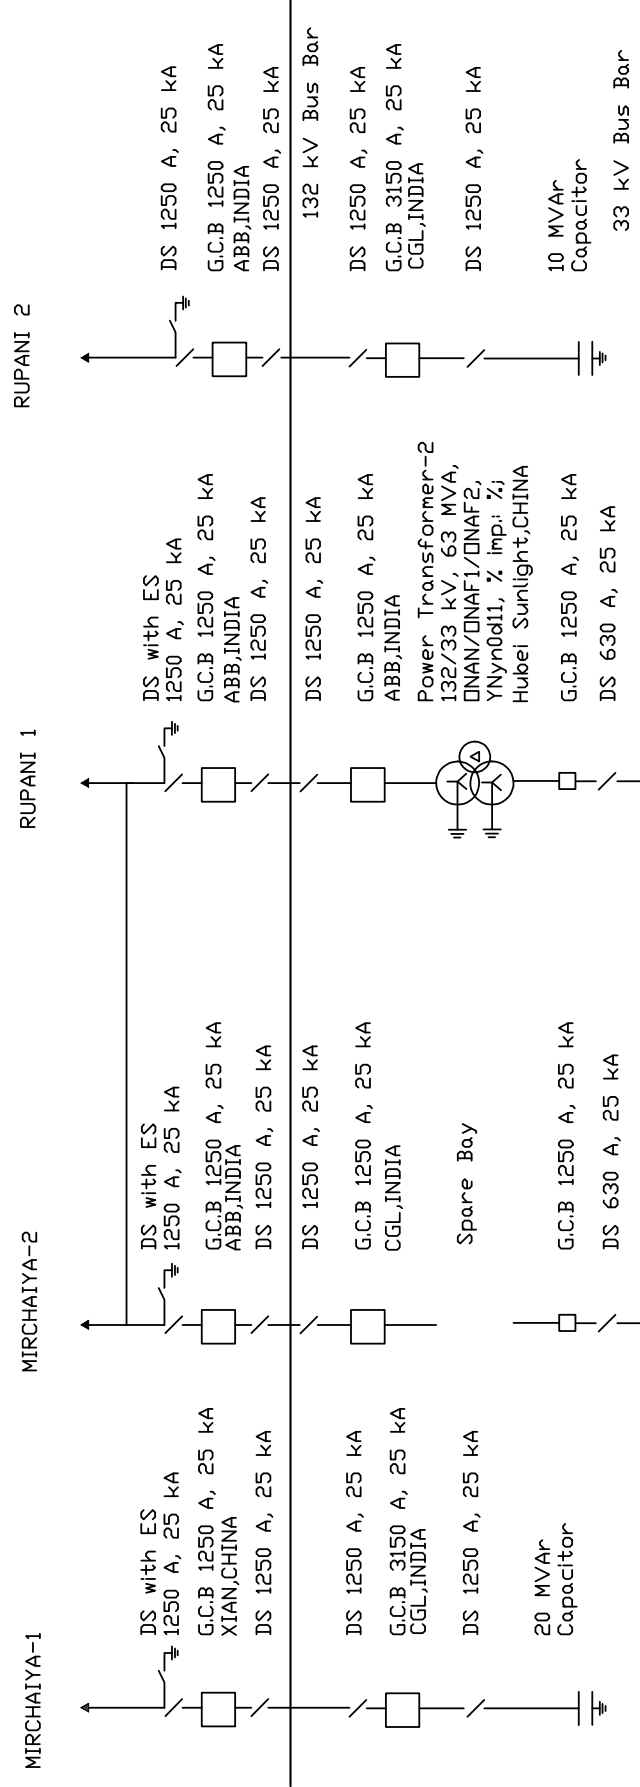 MIRCHAIYA-1
DS with ES
1250 A, 25 kA
G.C.B 1250 A, 25 kA
XIAN,CHINA
DS 1250 A, 25 kA
DS 1250 A, 25 kA
G.C.B 3150 A, 25 kA
CGL,INDIA
DS 1250 A, 25 kA
20 MVAr
Capacitor
MIRCHAIYA-2
DS with ES
1250 A, 25 kA
G.C.B 1250 A, 25 kA
ABB,INDIA
DS 1250 A, 25 kA
DS 1250 A, 25 kA
G.C.B 1250 A, 25 kA
CGL,INDIA
Spare Bay
G.C.B 1250 A, 25 kA
DS 630 A, 25 kA
RUPANI 1
DS with ES
1250 A, 25 kA
G.C.B 1250 A, 25 kA
ABB,INDIA
DS 1250 A, 25 kA
DS 1250 A, 25 kA
G.C.B 1250 A, 25 kA
ABB,INDIA
Power Transformer-2
132/33 kV, 63 MVA,
ONAN/ONAF1/ONAF2,
YNyn0d11, % imp.: %;
Hubei Sunlight,CHINA
G.C.B 1250 A, 25 kA
DS 630 A, 25 kA
RUPANI 2
DS 1250 A, 25 kA
G.C.B 1250 A, 25 kA
ABB,INDIA
DS 1250 A, 25 kA
132 kV Bus Bar
DS 1250 A, 25 kA
G.C.B 3150 A, 25 kA
CGL,INDIA
DS 1250 A, 25 kA
10 MVAr
Capacitor
33 kV Bus Bar